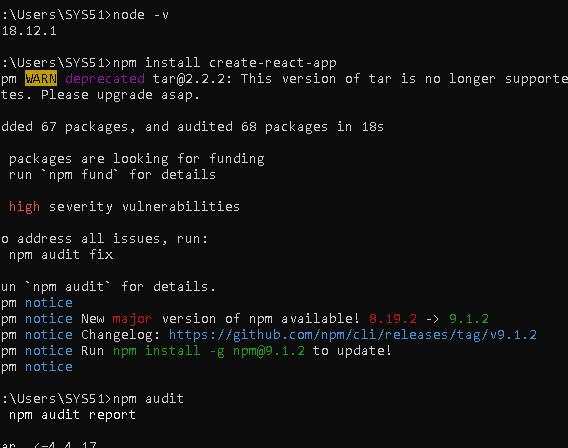 :\Users\SYS51>node -v
18.12.1
:\Users\SYS51>npm install create-react-app
pm WARN deprecated tar@2.2.2: This version of tar is no longer supporte
tes. Please upgrade asap.
dded 67 packages, and audited 68 packages in 18s
packages are looking for funding
run `npm fund` for details
high severity vulnerabilities
o address all issues, run:
npm audit fix
un `npm audit` for details.
pm notice
pm notice New major version of npm available! 8.19.2 -> 9.1.2
pm notice Changelog: https://github.com/npm/cli/releases/tag/v9.1.2
pm notice Run npm install -g npm@9.1.2 to update!
pm notice
:\Users\SYS51>npm audit
npm audit report
ar <=4.4.17